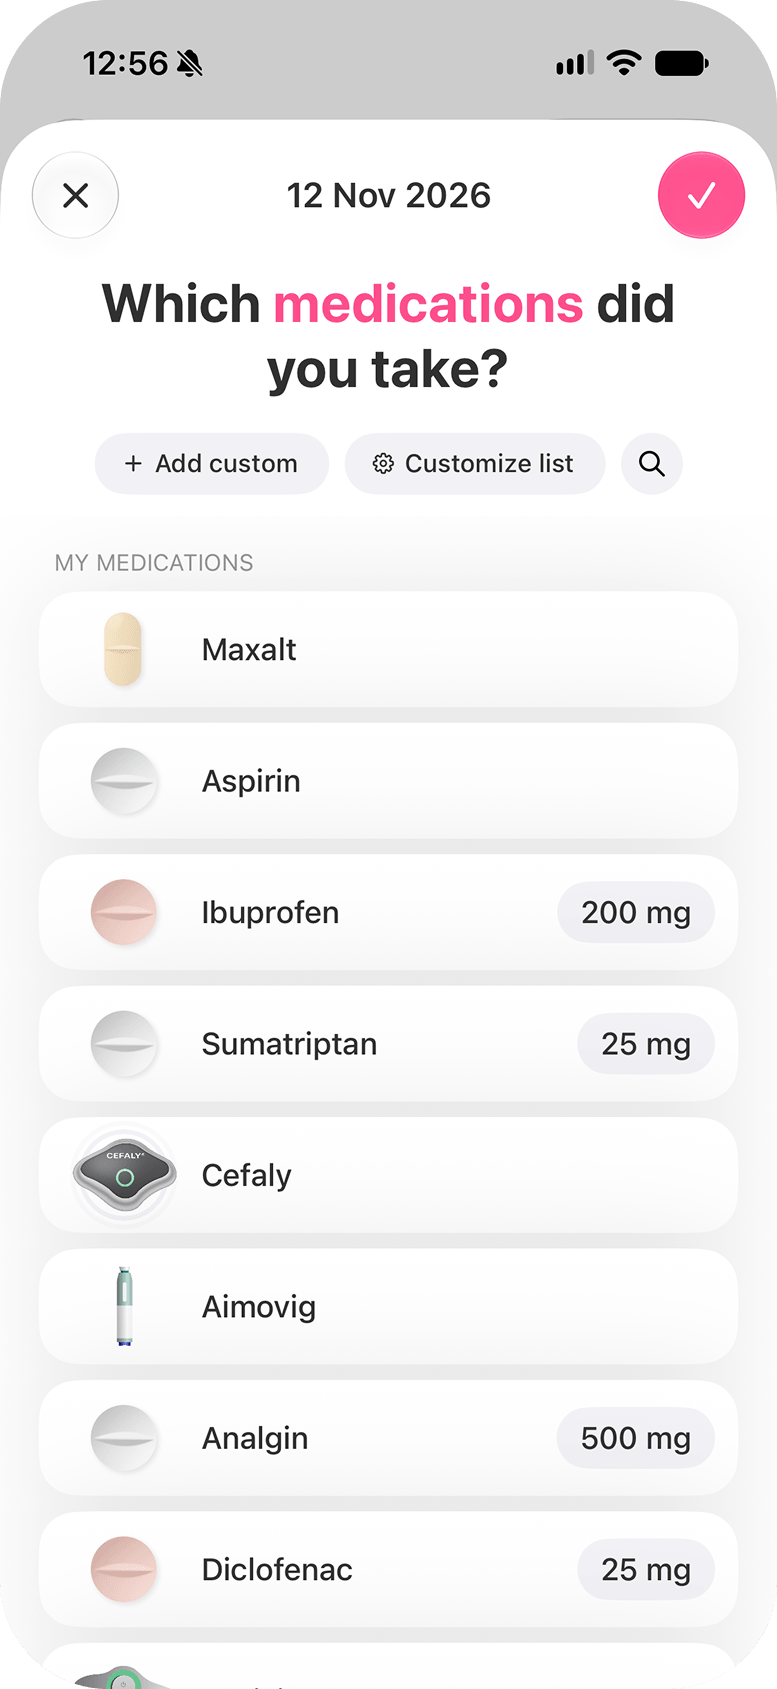 12:56
12 Nov 2026
Which medications did
you take?
+ Add custom
Customize list
MY MEDICATIONS
Maxalt
Aspirin
Ibuprofen
200 mg
Sumatriptan
25 mg
CEFALY
Cefaly
Aimovig
Analgin
500 mg
Diclofenac
25 mg